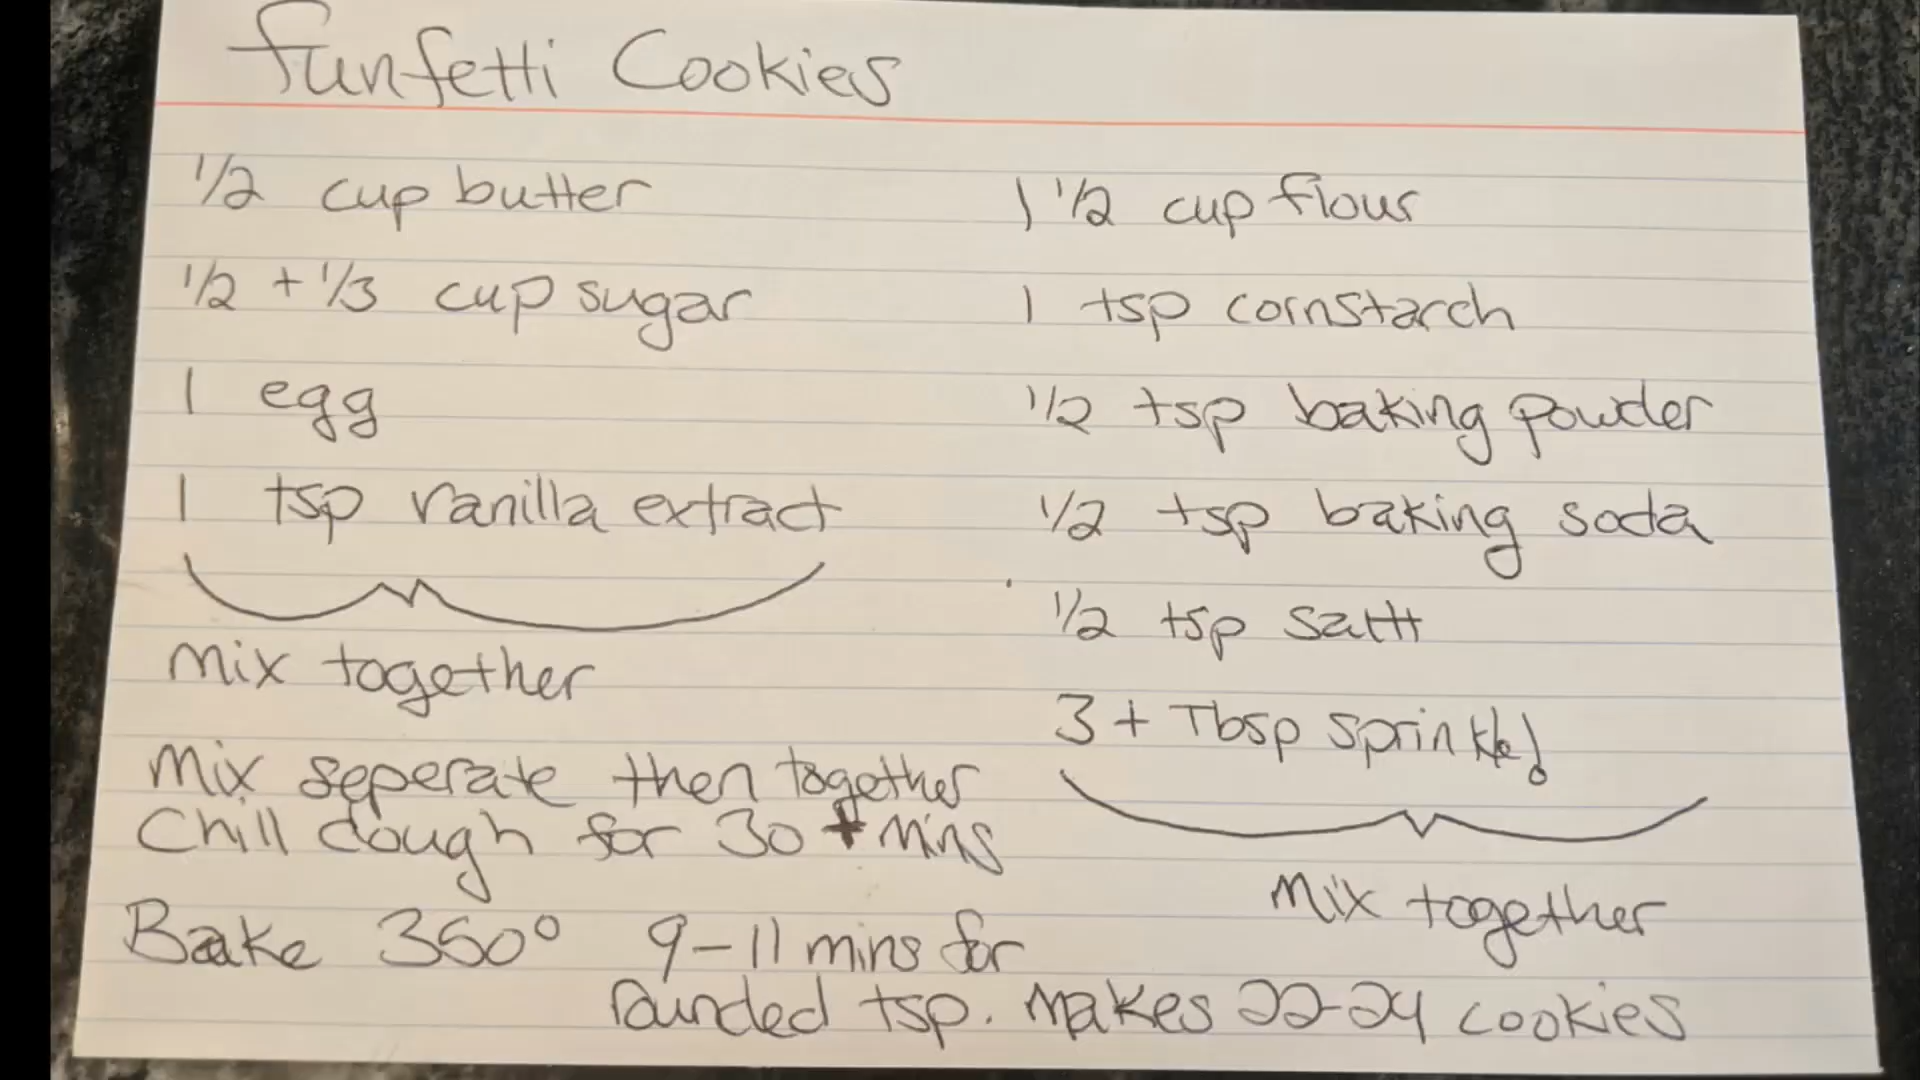 Funfetti Cookies
1/2 cup butter
1/2 + 1/3 cup sugar
1 egg
1 tsp vanilla extract
mix together
1 1/2 cup flour
1 tsp cornstarch
1/2 tsp baking powder
1/2 tsp baking soda
1/2 tsp salt
3 + Tbsp sprinkle!
mix together
mix seperate then together
Chill dough for 30 + mins
Bake 350° 9-11 mins for
rounded tsp. makes 22-24 cookies